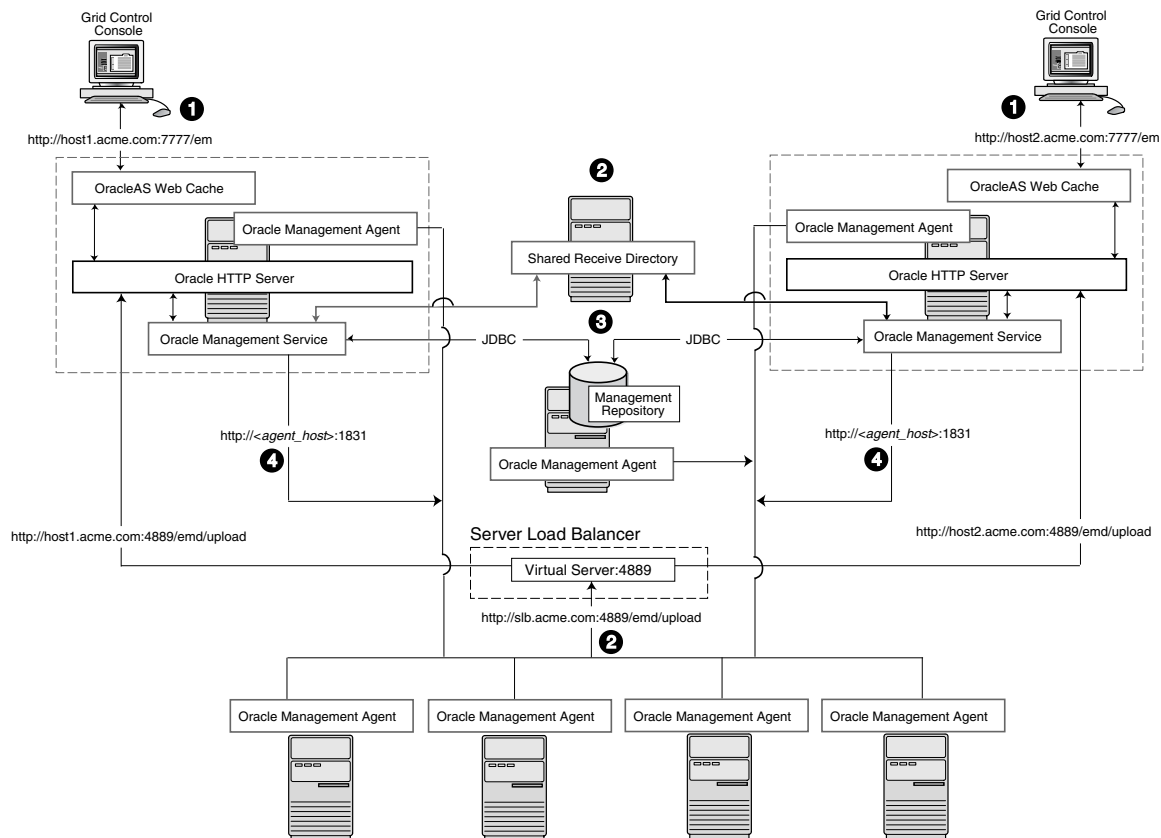 Grid Control
Console
1
http://host1.acme.com:7777/em
OracleAS Web Cache
Oracle Management Agent
Oracle HTTP Server
Oracle Management Service
2
Shared Receive Directory
3
JDBC
JDBC
Management
Repository
Oracle Management Agent
Grid Control
Console
1
http://host2.acme.com:7777/em
OracleAS Web Cache
Oracle Management Agent
Oracle HTTP Server
Oracle Management Service
http://<agent_host>:1831
4
http://<agent_host>:1831
4
http://host1.acme.com:4889/emd/upload
http://host2.acme.com:4889/emd/upload
Server Load Balancer
Virtual Server:4889
http://slb.acme.com:4889/emd/upload
2
Oracle Management Agent
Oracle Management Agent
Oracle Management Agent
Oracle Management Agent